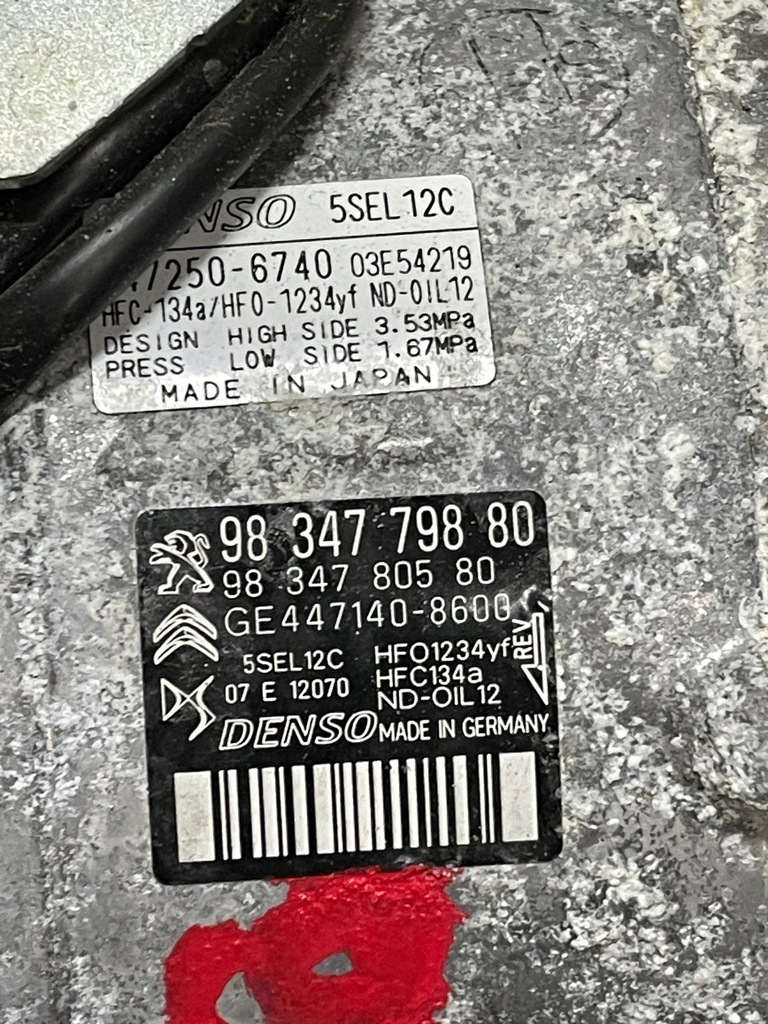 DENSO 5SEL12C
7250-6740 03E54219
HFC-134a/HFO-1234yf ND-OIL12
DESIGN HIGH SIDE 3.53MPa
PRESS LOW SIDE 1.67MPa
MADE IN JAPAN
98 347 798 80
98 347 805 80
GE447140-8600
5SEL12C HFO1234yf
HFC134a
07 E 12070 ND-OIL12
REV
DENSO MADE IN GERMANY